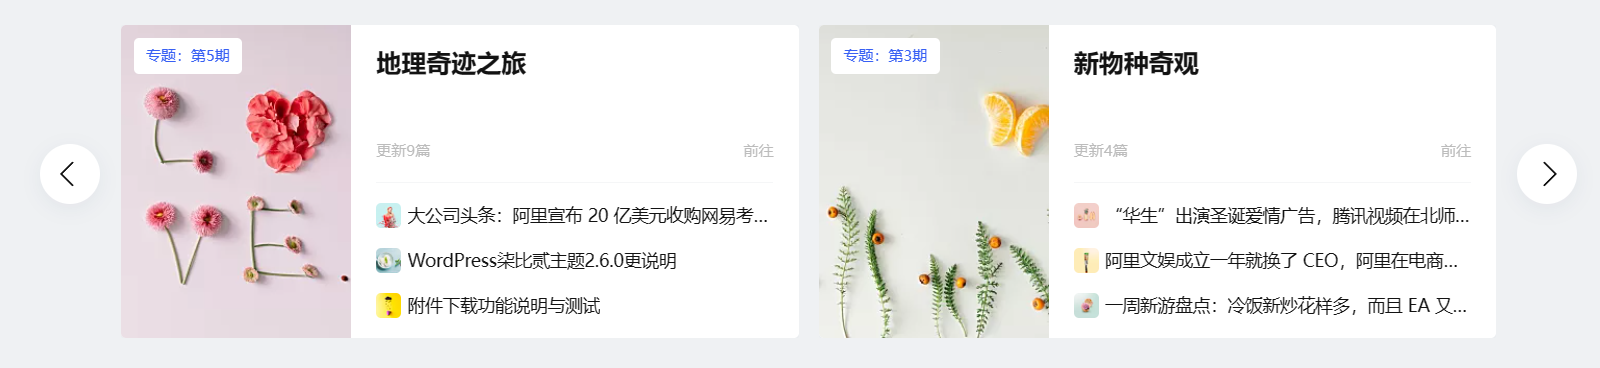 专题：第5期
地理奇迹之旅
更新9篇
前往
大公司头条：阿里宣布 20 亿美元收购网易考...
WordPress柒比贰主题2.6.0更说明
附件下载功能说明与测试
专题：第3期
新物种奇观
更新4篇
前往
“华生”出演圣诞爱情广告，腾讯视频在北师...
阿里文娱成立一年就换了 CEO，阿里在电商...
一周新游盘点：冷饭新炒花样多，而且 EA 又...
LOVE